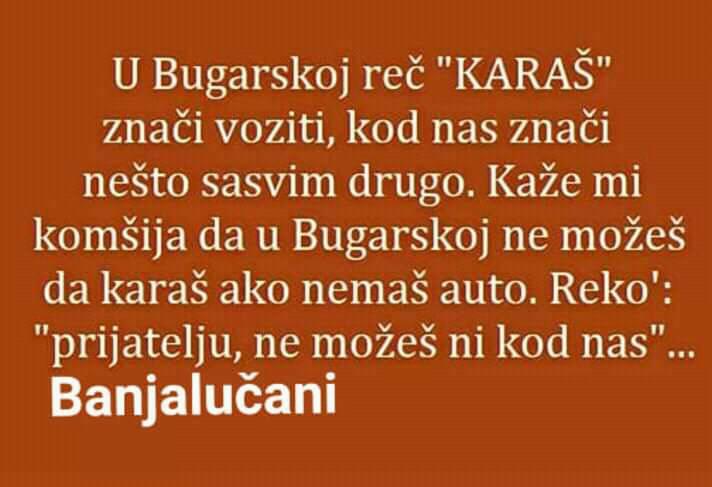 U Bugarskoj reč "KARAŠ"
znači voziti, kod nas znači
nešto sasvim drugo. Kaže mi
komšija da u Bugarskoj ne možeš
da karaš ako nemaš auto. Reko':
"prijatelju, ne možeš ni kod nas"...
Banjalučani